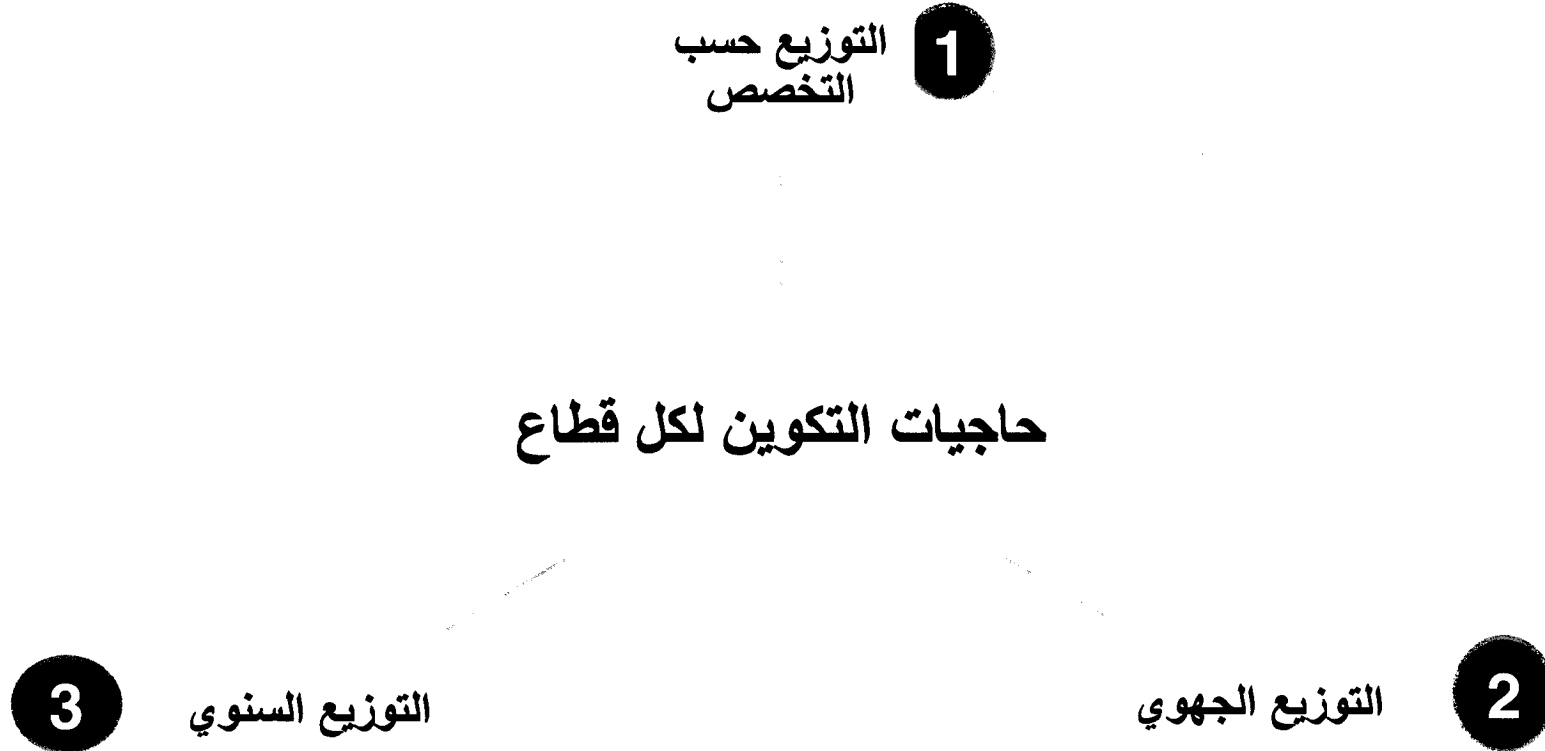 1 التوزيع حسب
التخصص
حاجيات التكوين لكل قطاع
2 التوزيع الجهوي
3 التوزيع السنوي